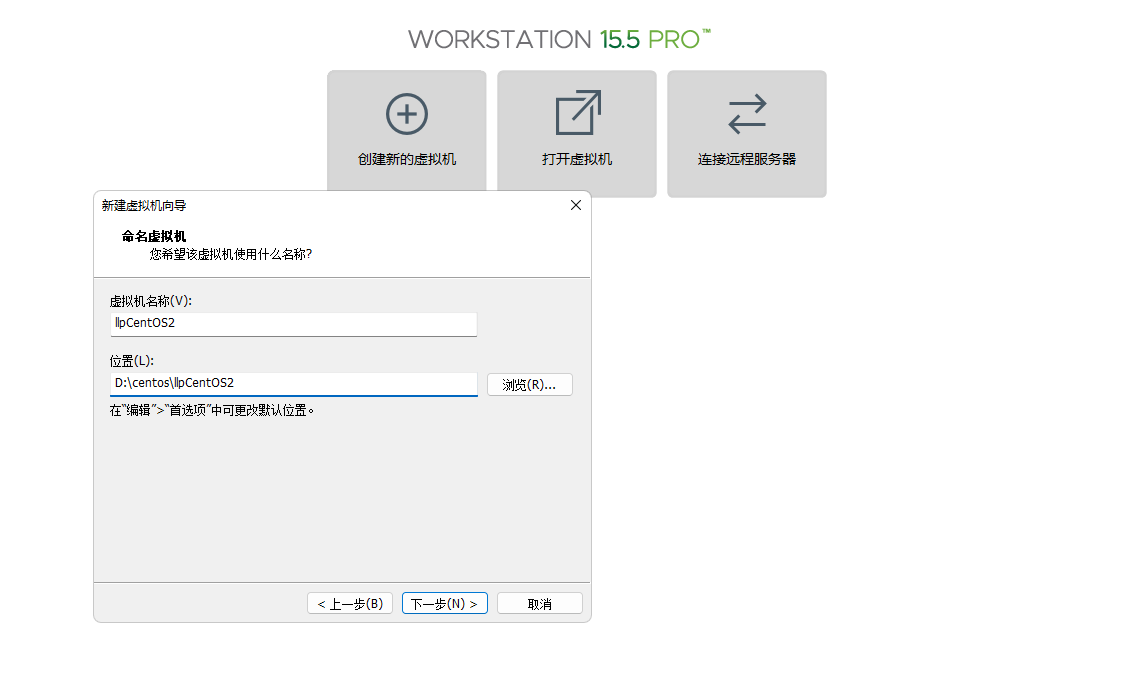 WORKSTATION 15.5 PRO™
创建新的虚拟机
打开虚拟机
连接远程服务器
新建虚拟机向导
命名虚拟机
您希望该虚拟机使用什么名称?
虚拟机名称(V):
llpCentOS2
位置(L):
D:\centos\llpCentOS2
浏览(R)...
在“编辑”>“首选项”中可更改默认位置。
< 上一步(B)
下一步(N) >
取消